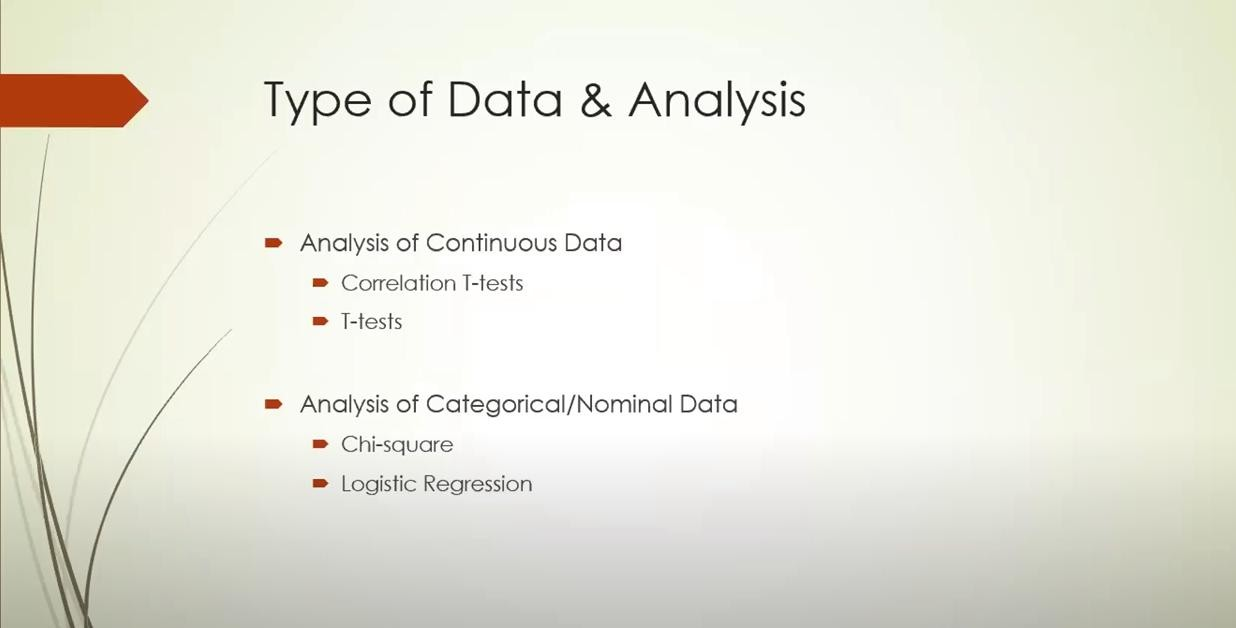 Type of Data & Analysis
Analysis of Continuous Data
Correlation T-tests
T-tests
Analysis of Categorical/Nominal Data
Chi-square
Logistic Regression